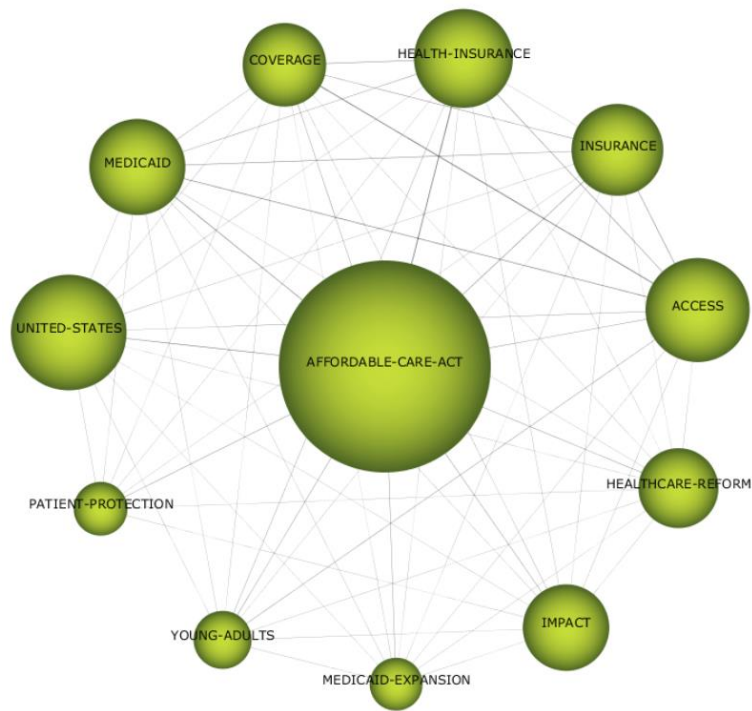 HEALTH-INSURANCE
COVERAGE
INSURANCE
MEDICAID
ACCESS
UNITED-STATES
AFFORDABLE-CARE-ACT
HEALTHCARE-REFORM
PATIENT-PROTECTION
IMPACT
YOUNG-ADULTS
MEDICAID-EXPANSION